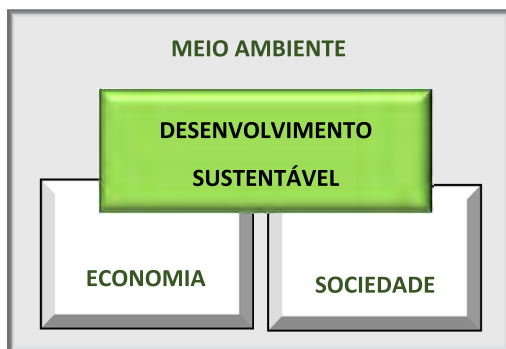 MEIO AMBIENTE
DESENVOLVIMENTO
SUSTENTÁVEL
ECONOMIA
SOCIEDADE